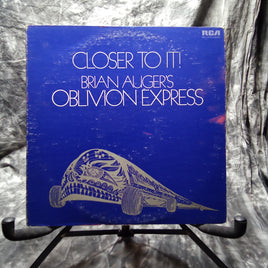 RCA
CLOSER TO IT!
BRIAN AUGER'S
OBLIVION EXPRESS